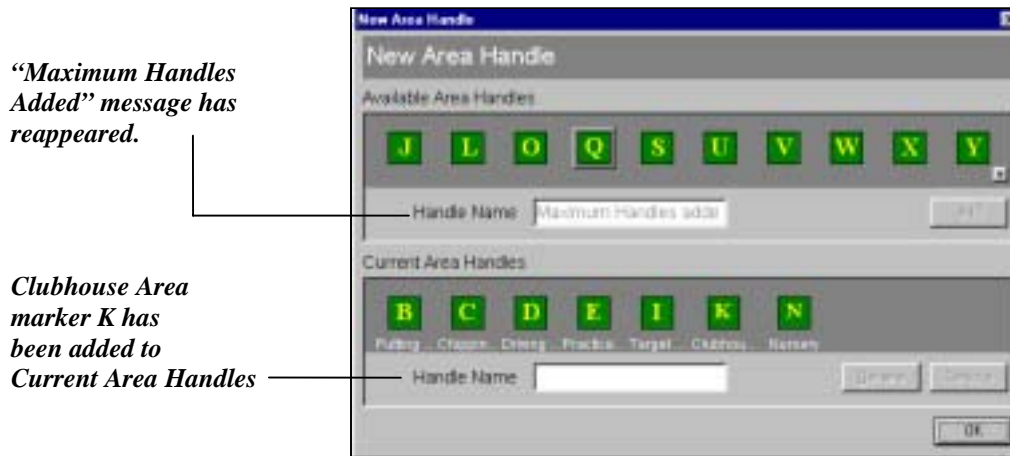 “Maximum Handles
Added” message has
reappeared.
Clubhouse Area
marker K has
been added to
Current Area Handles
New Area Handle
New Area Handle
Available Area Handles
J L O Q S U V W X Y
Handle Name Maximum Handles adde
Current Area Handles
B C D E I K N
Putting... Driving... Practice... Target... Clubhou... Nursery
Handle Name
OK